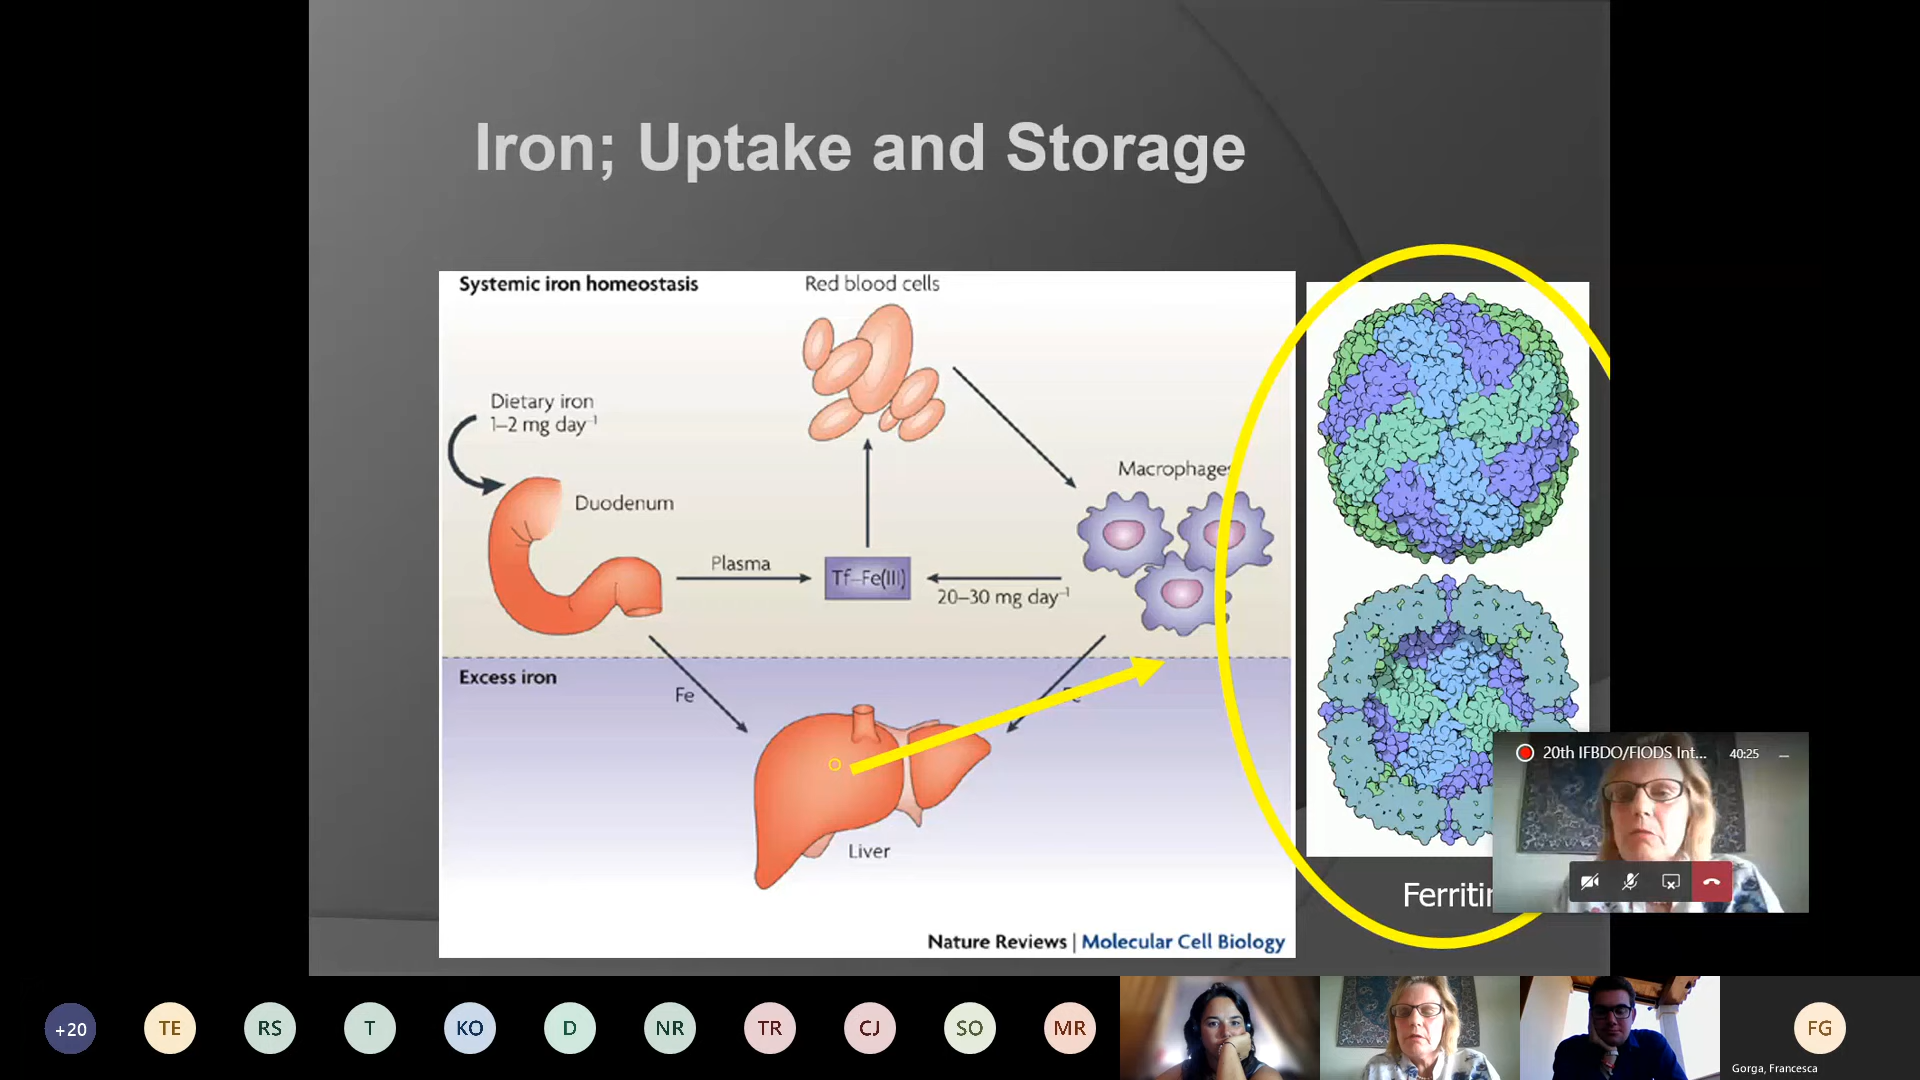 Iron; Uptake and Storage
Systemic iron homeostasis
Red blood cells
Dietary iron
1–2 mg day⁻¹
Duodenum
Macrophages
Plasma
Tf–Fe(III)
20–30 mg day⁻¹
Excess iron
Fe
Liver
Nature Reviews | Molecular Cell Biology
20th IFBDO/FIODS Int...
40:25
Ferritin
+20
TE
RS
T
KO
D
NR
TR
CJ
SO
MR
FG
Gorga, Francesca